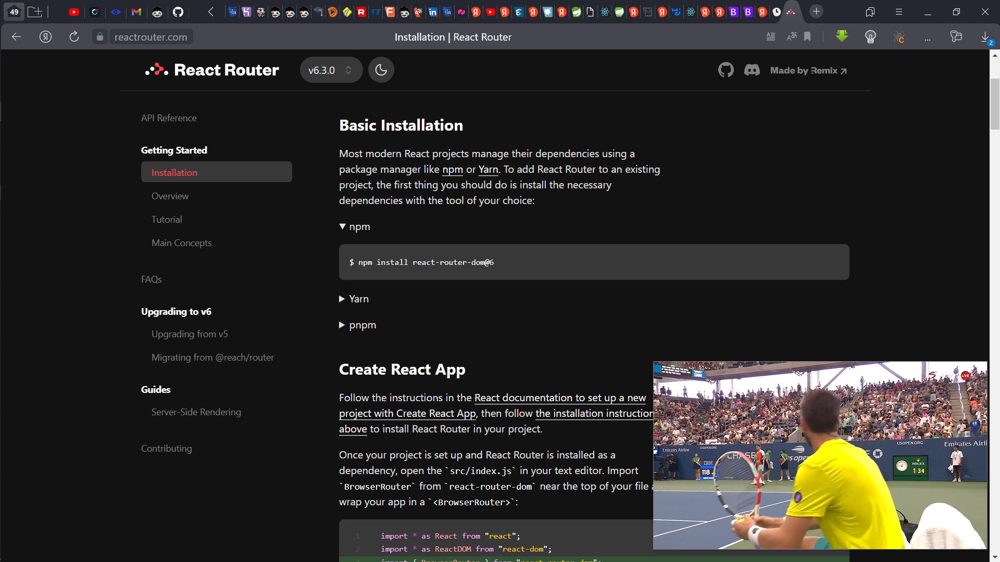 49
reactrouter.com
Installation | React Router
...
2
React Router
v6.3.0
Made by Remix
API Reference
Getting Started
Installation
Overview
Tutorial
Main Concepts
FAQs
Upgrading to v6
Upgrading from v5
Migrating from @reach/router
Guides
Server-Side Rendering
Contributing
Basic Installation
Most modern React projects manage their dependencies using a
package manager like npm or Yarn. To add React Router to an existing
project, the first thing you should do is install the necessary
dependencies with the tool of your choice:
npm
$ npm install react-router-dom@6
Yarn
pnpm
Create React App
Follow the instructions in the React documentation to set up a new
project with Create React App, then follow the installation instruction
above to install React Router in your project.
Once your project is set up and React Router is installed as a
dependency, open the `src/index.js` in your text editor. Import
`BrowserRouter` from `react-router-dom` near the top of your file
wrap your app in a `<BrowserRouter>`:
1 import * as React from "react";
2 import * as ReactDOM from "react-dom";
LIVE
IBM
Emirates Airline
USOPEN.ORG
USOPEN.ORG
Emirates Airli
CHASE
us open
IBM
118
ROLEX
1:34